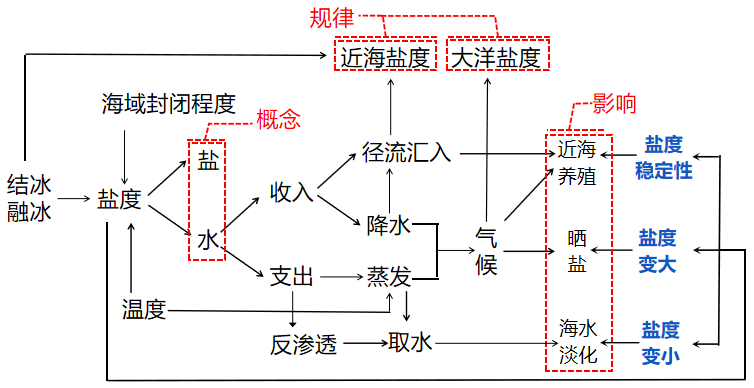 规律
近海盐度
大洋盐度
海域封闭程度
概念
影响
盐
径流汇入
近海
养殖
盐度
稳定性
结冰
融冰
盐度
收入
水
降水
气
候
晒
盐
盐度
变大
支出
蒸发
温度
反渗透
取水
海水
淡化
盐度
变小